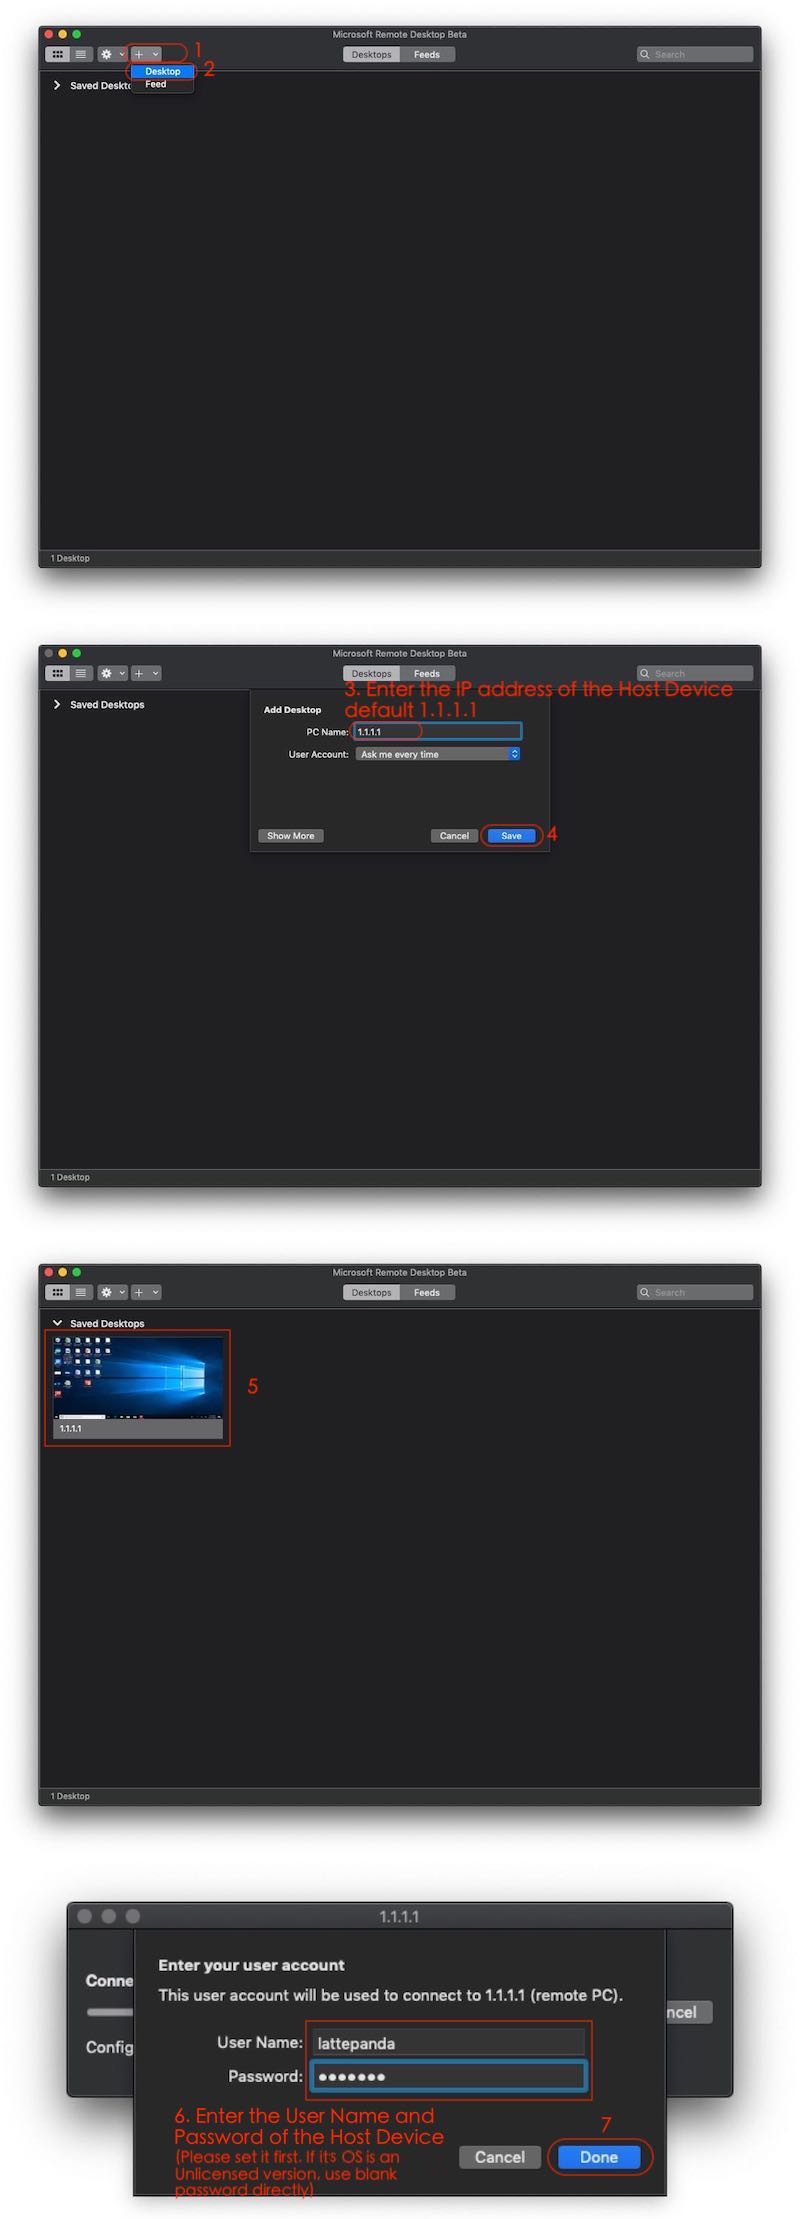 Microsoft Remote Desktop Beta
+ 1
Desktops Feeds
Search
Desktop 2
Saved Deskto
Feed
1 Desktop
Microsoft Remote Desktop Beta
+
Desktops Feeds
Search
3. Enter the IP address of the Host Device
Saved Desktops
Add Desktop
default 1.1.1.1
PC Name: 1.1.1.1
User Account: Ask me every time
Show More Cancel Save 4
1 Desktop
Microsoft Remote Desktop Beta
+
Desktops Feeds
Search
Saved Desktops
5
1.1.1.1
1 Desktop
1.1.1.1
Enter your user account
Conne
This user account will be used to connect to 1.1.1.1 (remote PC).
ncel
User Name: lattepanda
Config
Password: •••••••
6. Enter the User Name and
7
Password of the Host Device
(Please set it first. If it's OS is an
Cancel Done
Unlicensed version, use blank
password directly)